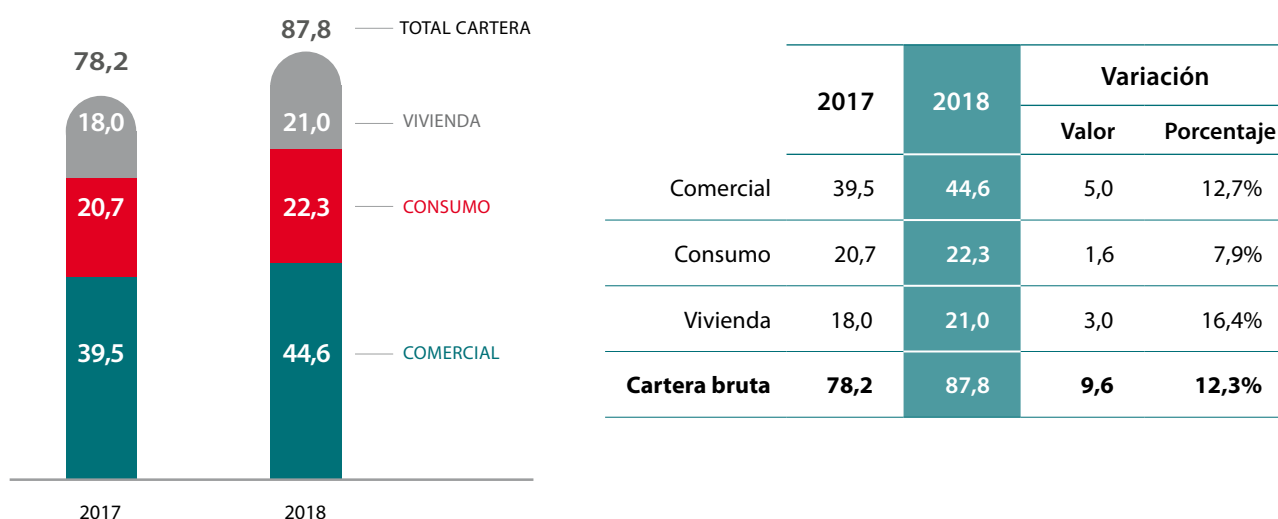 87,8 TOTAL CARTERA
78,2
18,0 21,0 VIVIENDA
20,7 22,3 CONSUMO
39,5 44,6 COMERCIAL
2017 2018
2017 2018 Variación
Valor Porcentaje
Comercial 39,5 44,6 5,0 12,7%
Consumo 20,7 22,3 1,6 7,9%
Vivienda 18,0 21,0 3,0 16,4%
Cartera bruta 78,2 87,8 9,6 12,3%